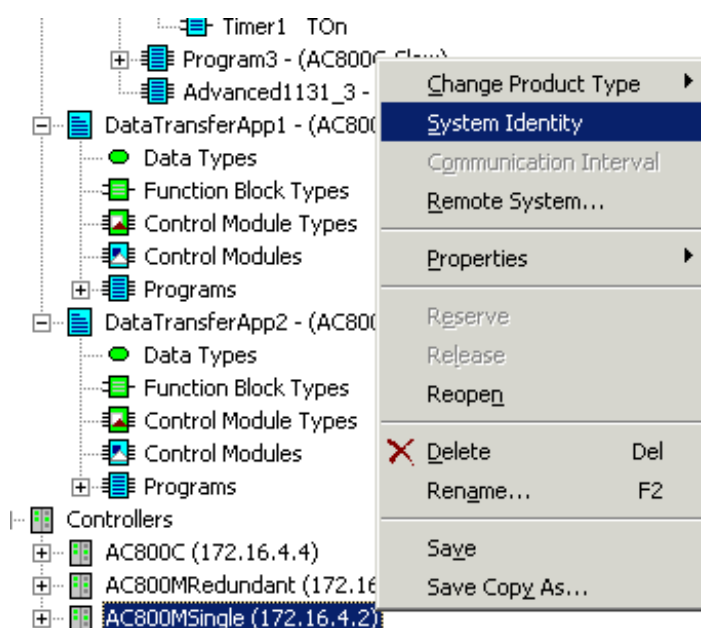 Timer1 TOn
Program3 - (AC800C
Advanced1131_3 -
DataTransferApp1 - (AC800
Data Types
Function Block Types
Control Module Types
Control Modules
Programs
DataTransferApp2 - (AC800
Data Types
Function Block Types
Control Module Types
Control Modules
Programs
Controllers
AC800C (172.16.4.4)
AC800MRedundant (172.16
AC800MSingle (172.16.4.2)
Change Product Type
System Identity
Communication Interval
Remote System...
Properties
Reserve
Release
Reopen
Delete Del
Rename... F2
Save
Save Copy As...